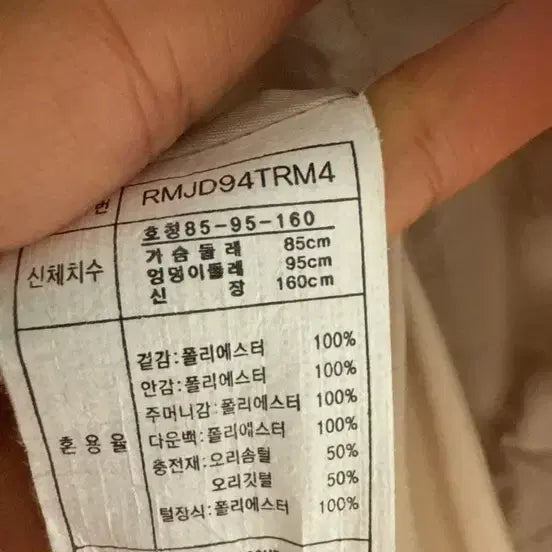 번 RMJD94TRM4
호칭85-95-160
가슴둘레 85cm
신체치수 엉덩이둘레 95cm
신 장 160cm
겉감:폴리에스터 100%
안감:폴리에스터 100%
주머니감:폴리에스터 100%
혼용율 다운백:폴리에스터 100%
충전재:오리솜털 50%
오리깃털 50%
털장식:폴리에스터 100%